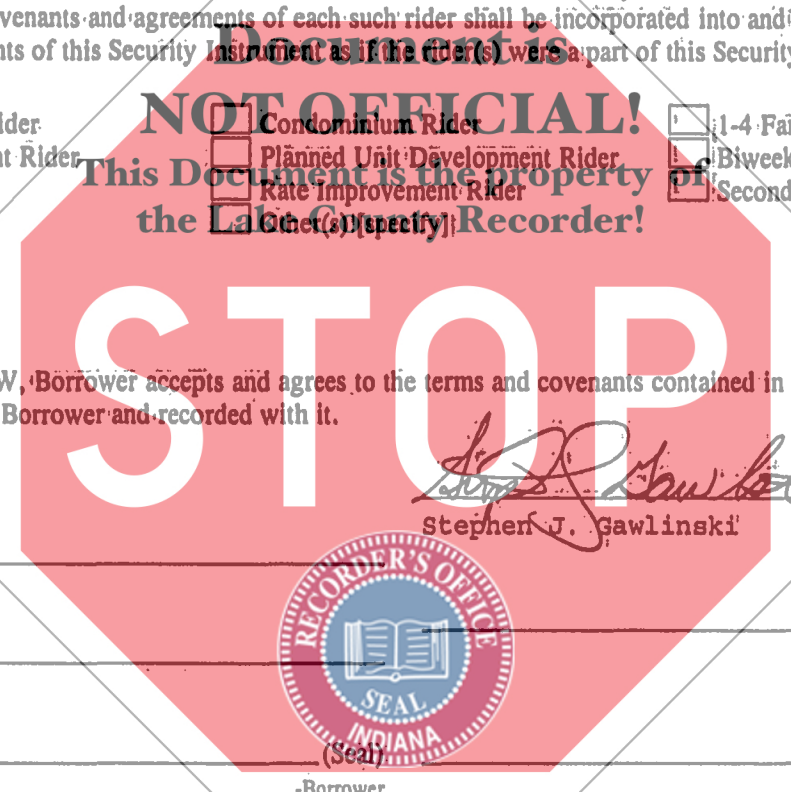 venants and agreements of each such rider shall be incorporated into and
nts of this Security Instrument as if the rider(s) were a part of this Security
Document is
NOT OFFICIAL!
This Document is the property of
the Lake County Recorder!
ider Condominium Rider 1-4 Fa
nt Rider Planned Unit Development Rider Biweek
Rate Improvement Rider Second
Other(s) [specify]
STOP
W, Borrower accepts and agrees to the terms and covenants contained in
Borrower and recorded with it.
Stephen J. Gawlinski
RECORDER'S OFFICE
SEAL
INDIANA
(Seal)
-Borrower